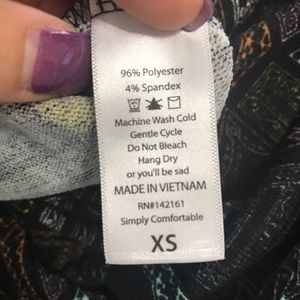 96% Polyester
4% Spandex
Machine Wash Cold
Gentle Cycle
Do Not Bleach
Hang Dry
or you'll be sad
MADE IN VIETNAM
RN#142161
Simply Comfortable
XS